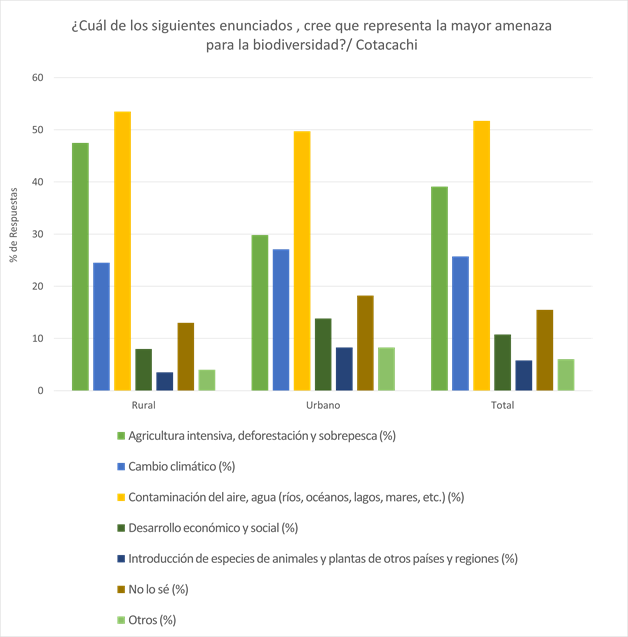 ¿Cuál de los siguientes enunciados , cree que representa la mayor amenaza
para la biodiversidad?/ Cotacachi
60
50
40
30
20
10
0
% de Respuestas
Rural
Urbano
Total
Agricultura intensiva, deforestación y sobrepesca (%)
Cambio climático (%)
Contaminación del aire, agua (ríos, océanos, lagos, mares, etc.) (%)
Desarrollo económico y social (%)
Introducción de especies de animales y plantas de otros países y regiones (%)
No lo sé (%)
Otros (%)